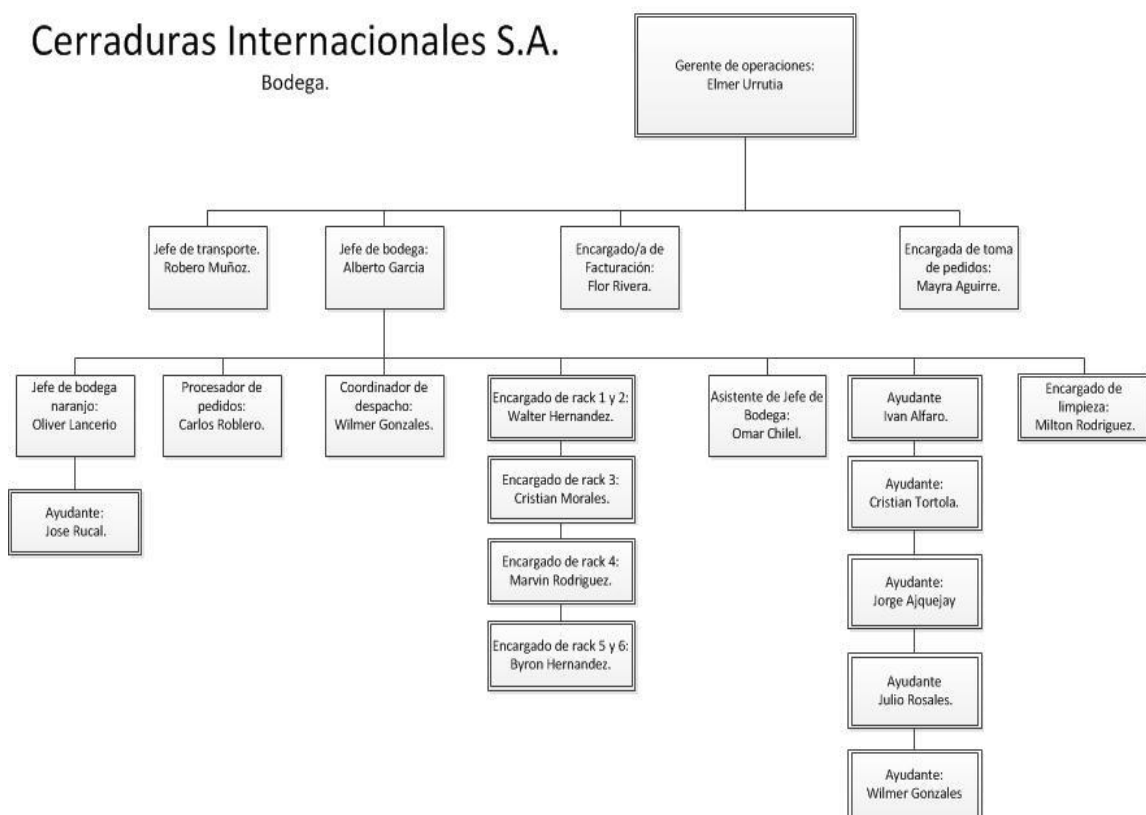 Cerraduras Internacionales S.A.
Bodega.
Gerente de operaciones:
Elmer Urrutia
Jefe de transporte.
Robero Muñoz.
Jefe de bodega:
Alberto Garcia
Encargado/a de
Facturación:
Flor Rivera.
Encargada de toma
de pedidos:
Mayra Aguirre.
Jefe de bodega
naranjo:
Oliver Lancerio
Procesador de
pedidos:
Carlos Roblero.
Coordinador de
despacho:
Wilmer Gonzales.
Encargado de rack 1 y 2:
Walter Hernandez.
Asistente de Jefe de
Bodega:
Omar Chilel.
Ayudante
Ivan Alfaro.
Encargado de
limpieza:
Milton Rodriguez.
Ayudante:
Jose Rucal.
Encargado de rack 3:
Cristian Morales.
Encargado de rack 4:
Marvin Rodriguez.
Encargado de rack 5 y 6:
Byron Hernandez.
Ayudante:
Cristian Tortola.
Ayudante:
Jorge Ajquejay
Ayudante
Julio Rosales.
Ayudante:
Wilmer Gonzales